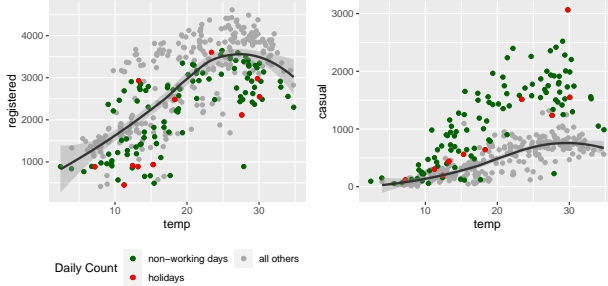 registered
4000
3000
2000
1000
10
20
30
temp
casual
3000
2000
1000
0
10
20
30
temp
Daily Count
non−working days
all others
holidays